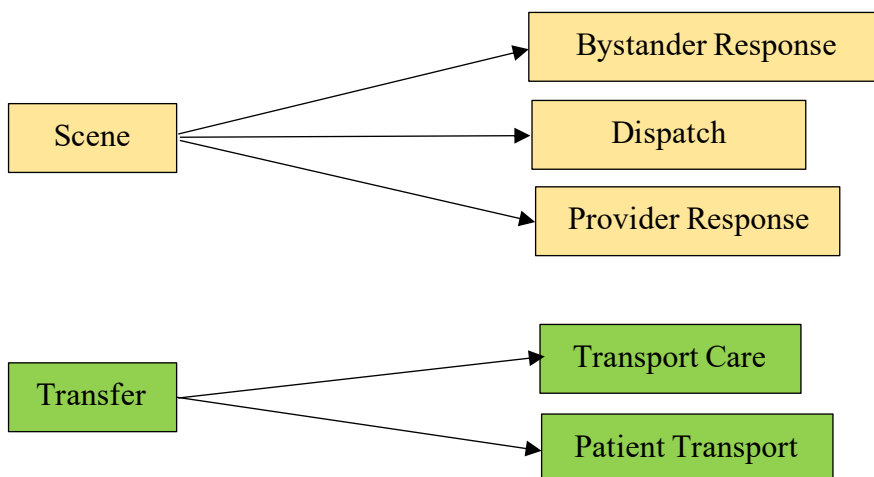 Bystander Response
Scene
Dispatch
Provider Response
Transport Care
Transfer
Patient Transport